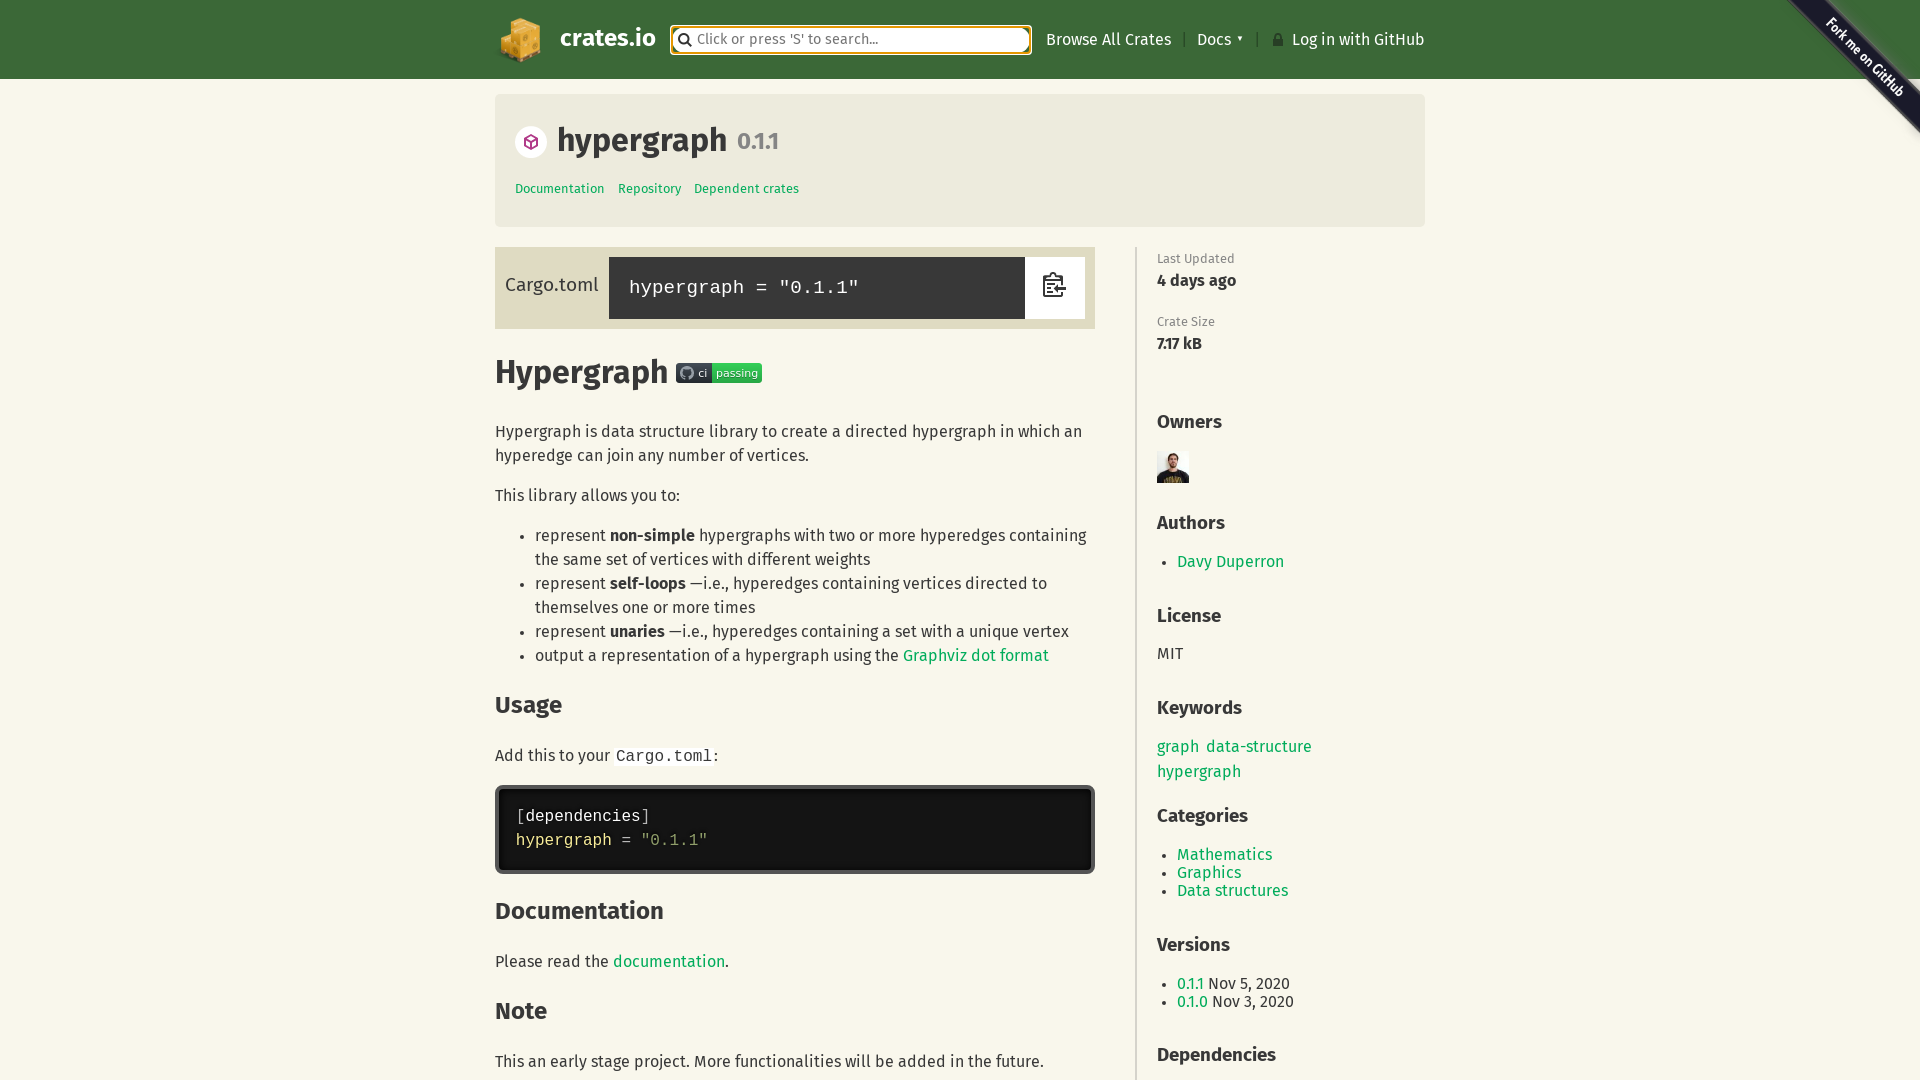 crates.io
Click or press 'S' to search...
Browse All Crates | Docs ▼ | Log in with GitHub
Fork me on GitHub
hypergraph 0.1.1
Documentation Repository Dependent crates
Cargo.toml
hypergraph = "0.1.1"
Hypergraph ci passing
Hypergraph is data structure library to create a directed hypergraph in which an
hyperedge can join any number of vertices.
This library allows you to:
• represent non-simple hypergraphs with two or more hyperedges containing
the same set of vertices with different weights
• represent self-loops —i.e., hyperedges containing vertices directed to
themselves one or more times
• represent unaries —i.e., hyperedges containing a set with a unique vertex
• output a representation of a hypergraph using the Graphviz dot format
Usage
Add this to your Cargo.toml:
[dependencies]
hypergraph = "0.1.1"
Documentation
Please read the documentation.
Note
This an early stage project. More functionalities will be added in the future.
Last Updated
4 days ago
Crate Size
7.17 kB
Owners
Authors
• Davy Duperron
License
MIT
Keywords
graph data-structure
hypergraph
Categories
• Mathematics
• Graphics
• Data structures
Versions
• 0.1.1 Nov 5, 2020
• 0.1.0 Nov 3, 2020
Dependencies